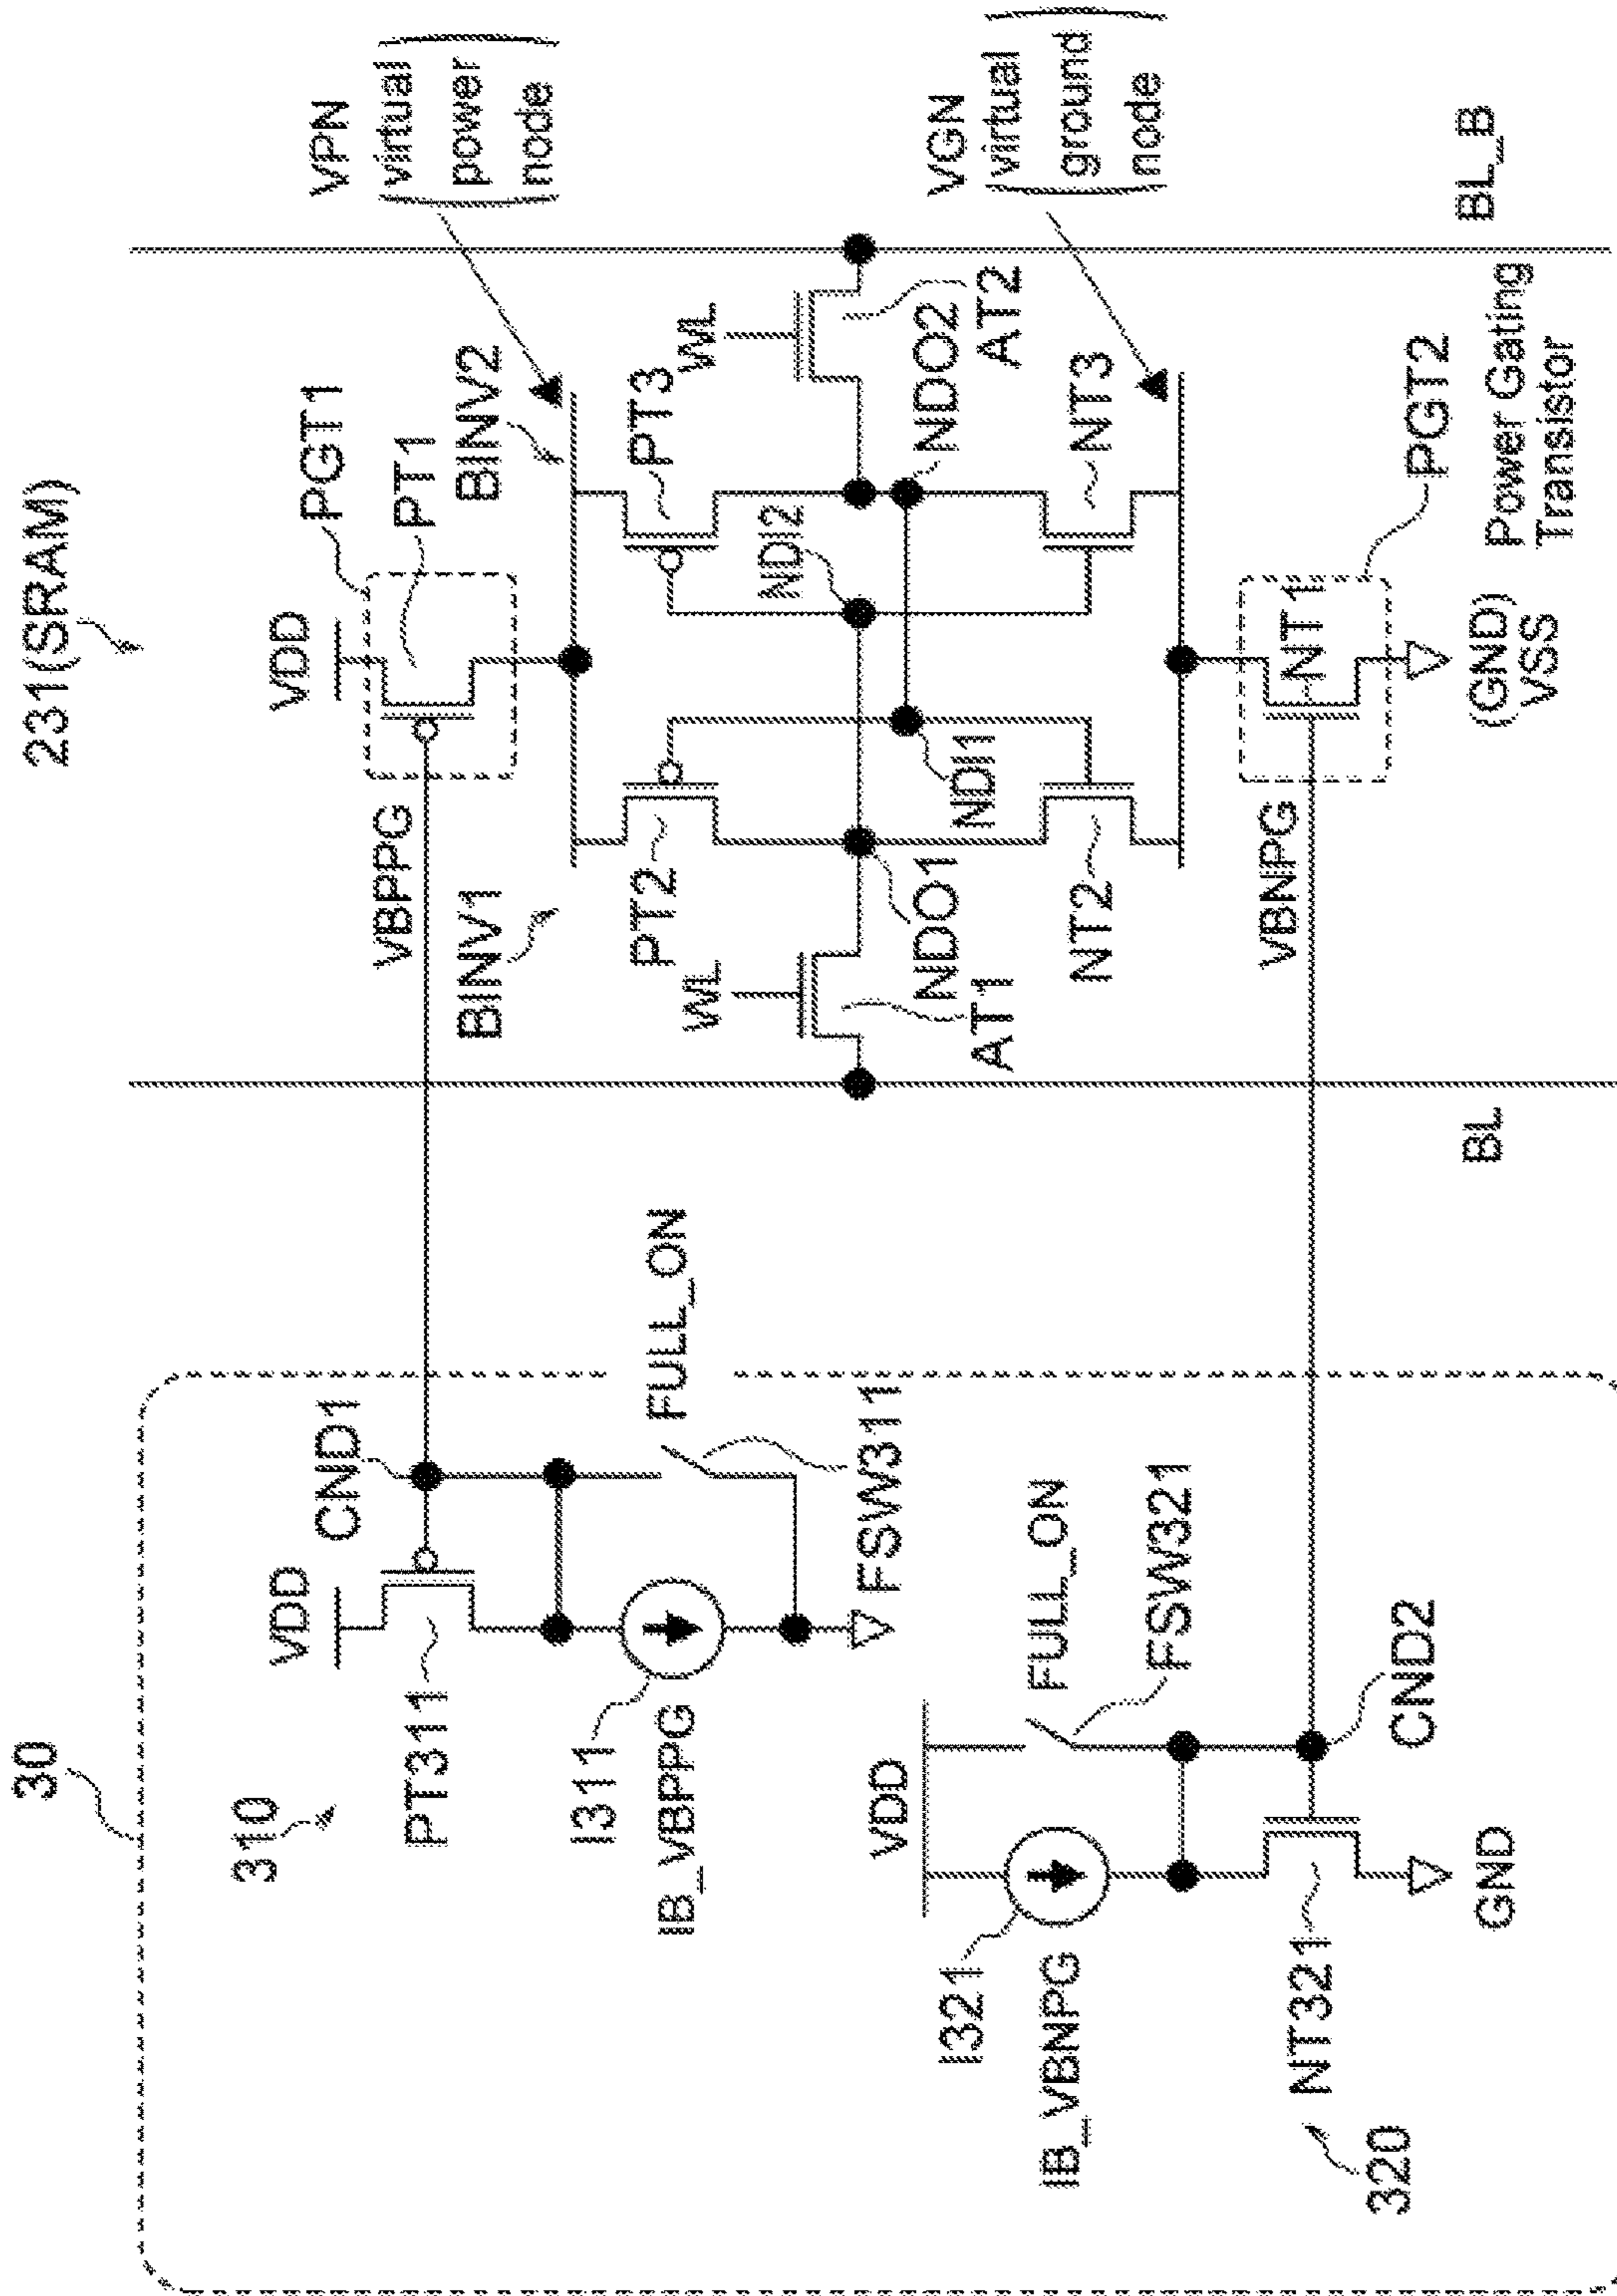 30
310
VDD
CND1
PT311
I311
IB_VBPPG
FULL_ON
FSW311
VDD
I321
IB_VBNPG
FULL_ON
FSW321
NT321
CND2
320
GND
231(SRAM)
VDD
PGT1
PT1
VPN
virtual
power
node
VBPPG
BINV1
BINV2
PT2
PT3
WL
WL
NDI2
NDO1
AT1
NDI1
NDO2
AT2
VGN
virtual
ground
node
NT2
NT3
VBNPG
NT1
PGT2
(GND)
VSS
Power Gating
Transistor
BL
BL_B